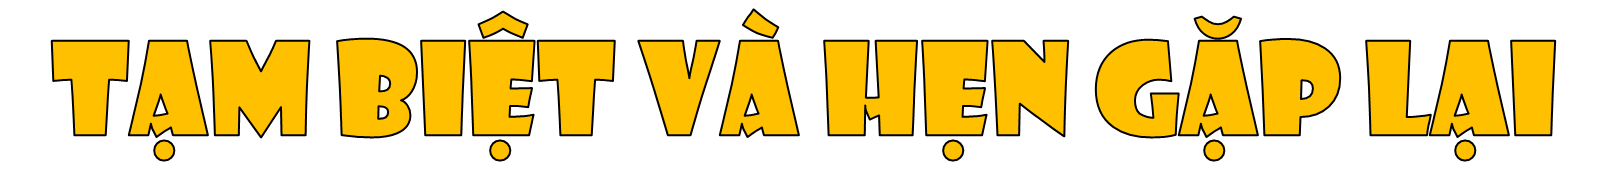 TẠM BIỆT VÀ HẸN GẶP LẠI